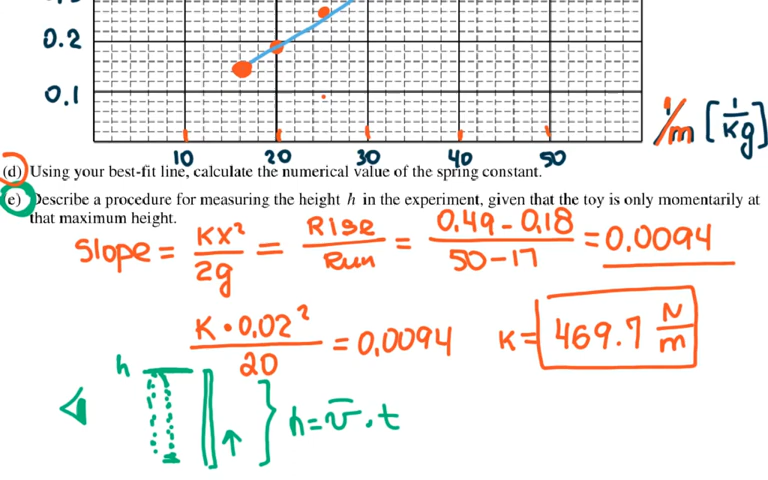 0.2
0.1
1/m [1/kg]
10 20 30 40 50
(d) Using your best-fit line, calculate the numerical value of the spring constant.
(e) Describe a procedure for measuring the height h in the experiment, given that the toy is only momentarily at
that maximum height.
Slope = Kx²/2g = Rise/Run = 0.49 - 0.18/50-17 = 0.0094
K • 0.02²/20 = 0.0094 K = 469.7 N/m
h
h = v̄ . t